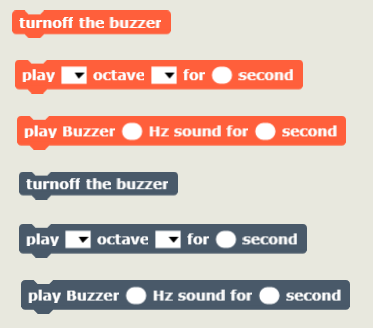 turnoff the buzzer
play octave for second
play Buzzer Hz sound for second
turnoff the buzzer
play octave for second
play Buzzer Hz sound for second